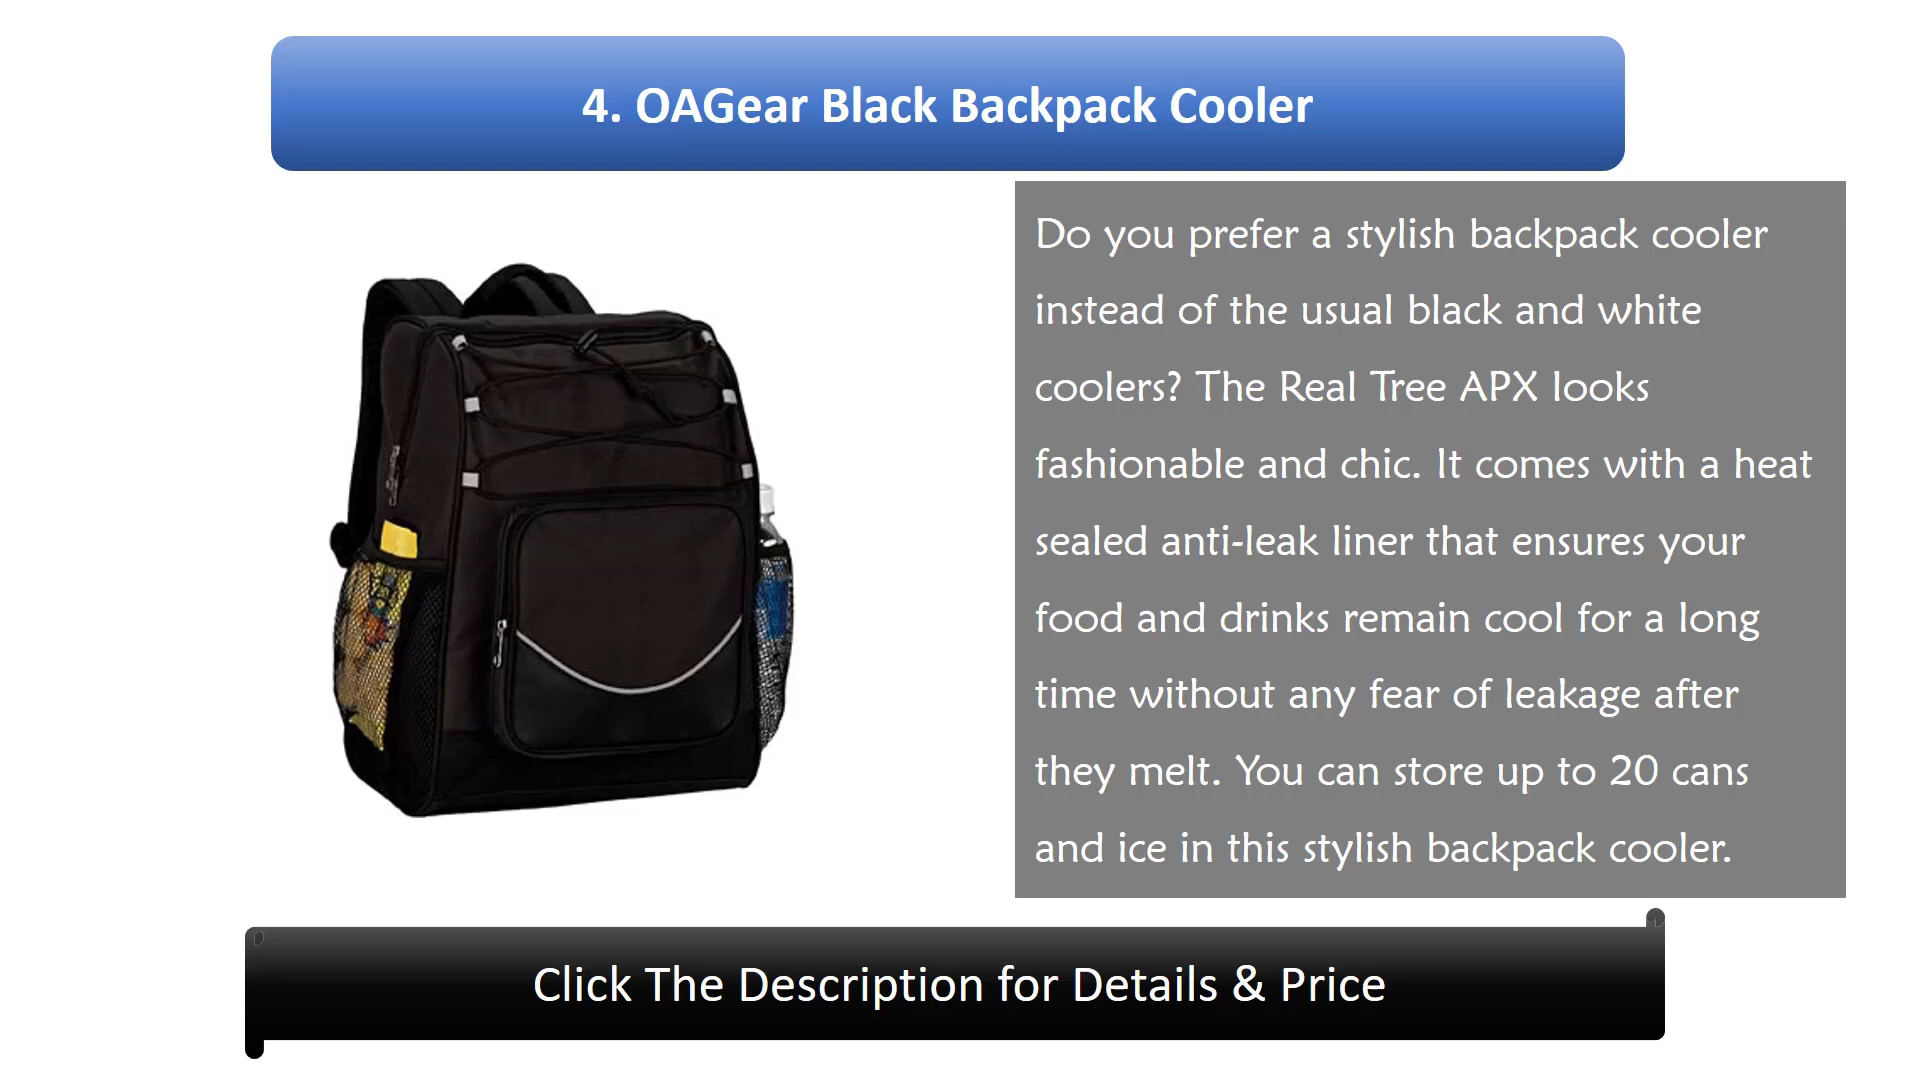 4. OAGear Black Backpack Cooler
Do you prefer a stylish backpack cooler
instead of the usual black and white
coolers? The Real Tree APX looks
fashionable and chic. It comes with a heat
sealed anti-leak liner that ensures your
food and drinks remain cool for a long
time without any fear of leakage after
they melt. You can store up to 20 cans
and ice in this stylish backpack cooler.
Click The Description for Details & Price